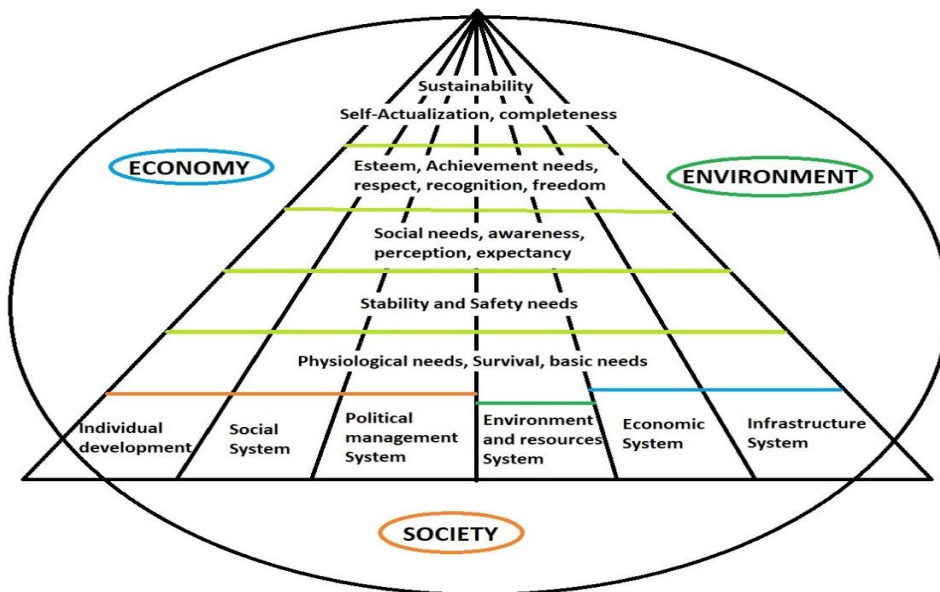 Sustainability
Self-Actualization, completeness
ECONOMY
Esteem, Achievement needs,
respect, recognition, freedom
ENVIRONMENT
Social needs, awareness,
perception, expectancy
Stability and Safety needs
Physiological needs, Survival, basic needs
Individual
development
Social
System
Political
management
System
Environment
and resources
System
Economic
System
Infrastructure
System
SOCIETY